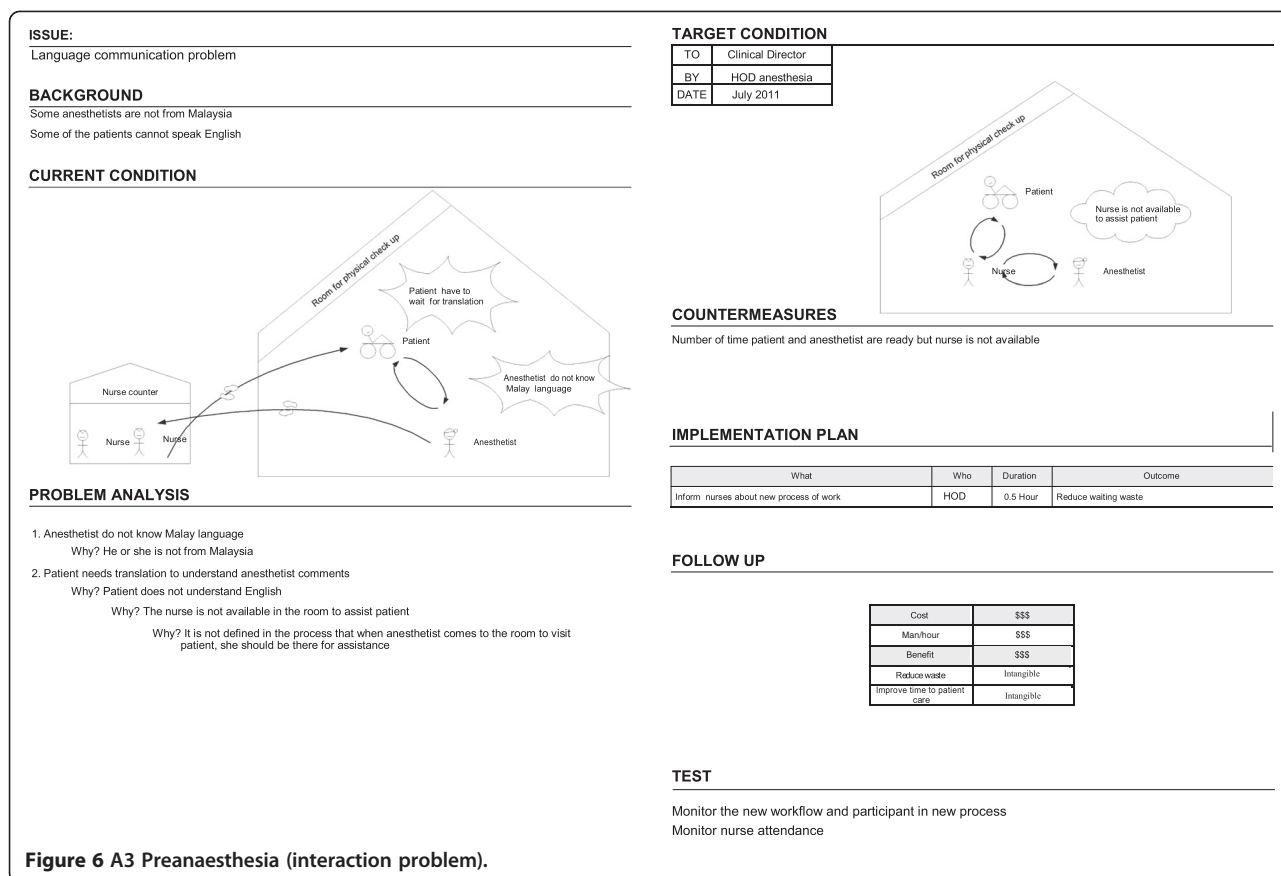 ISSUE:
Language communication problem
BACKGROUND
Some anesthetists are not from Malaysia
Some of the patients cannot speak English
CURRENT CONDITION
Room for physical check up
Patient have to
wait for translation
Patient
Anesthetist do not know
Malay language
Nurse counter
Nurse
Nurse
Anesthetist
PROBLEM ANALYSIS
1. Anesthetist do not know Malay language
Why? He or she is not from Malaysia
2. Patient needs translation to understand anesthetist comments
Why? Patient does not understand English
Why? The nurse is not available in the room to assist patient
Why? It is not defined in the process that when anesthetist comes to the room to visit
patient, she should be there for assistance
TARGET CONDITION
TO Clinical Director
BY HOD anesthesia
DATE July 2011
Room for physical check up
Patient
Nurse is not available
to assist patient
Nurse
Anesthetist
COUNTERMEASURES
Number of time patient and anesthetist are ready but nurse is not available
IMPLEMENTATION PLAN
What Who Duration Outcome
Inform nurses about new process of work HOD 0.5 Hour Reduce waiting waste
FOLLOW UP
Cost $$$
Man/hour $$$
Benefit $$$
Reduce waste Intangible
Improve time to patient
care Intangible
TEST
Monitor the new workflow and participant in new process
Monitor nurse attendance
Figure 6 A3 Preanaesthesia (interaction problem).